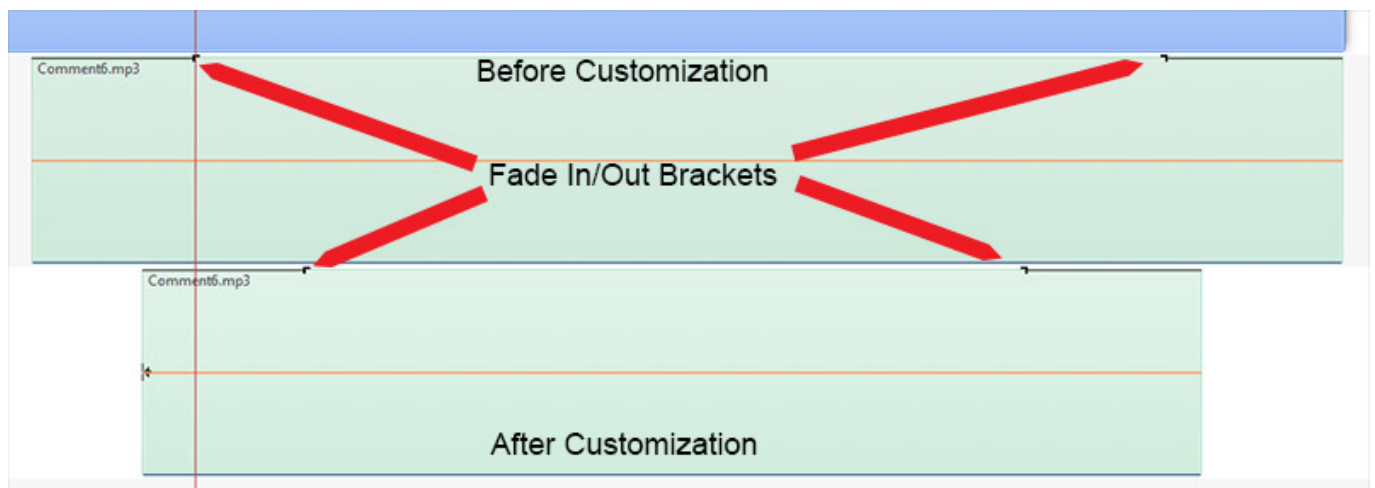 Comment6.mp3
Before Customization
Fade In/Out Brackets
Comment6.mp3
After Customization